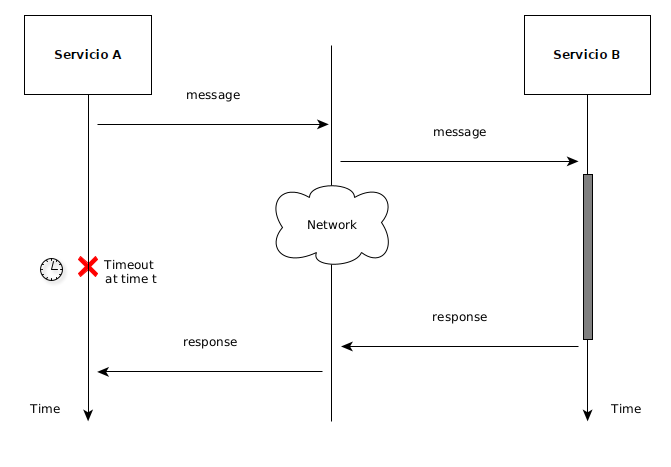 Servicio A
Servicio B
message
message
Network
Timeout
at time t
response
response
Time
Time